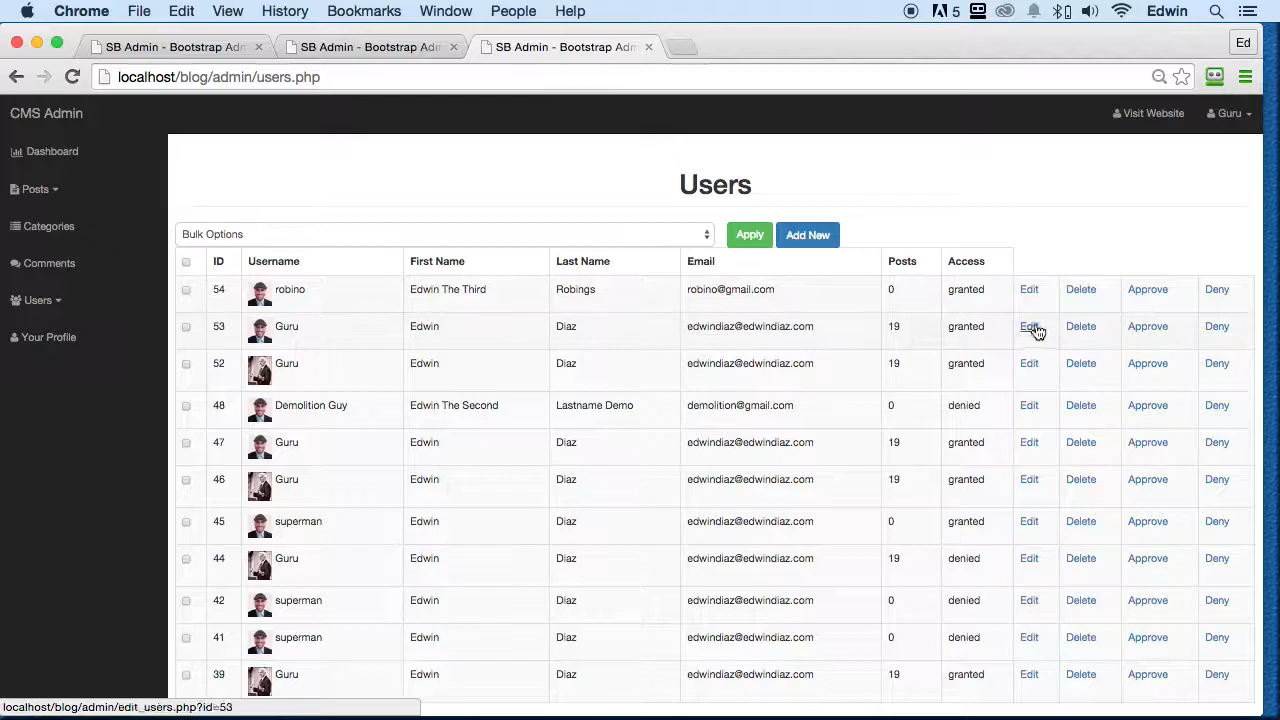 Chrome File Edit View History Bookmarks Window People Help 5 Edwin
SB Admin - Bootstrap Adm SB Admin - Bootstrap Adm SB Admin - Bootstrap Adm Ed
localhost/blog/admin/users.php
CMS Admin Visit Website Guru
Dashboard
Posts
Categories
Comments
Users
Your Profile
Users
Bulk Options Apply Add New
ID Username First Name Last Name Email Posts Access
54 robino Edwin The Third Robings robino@gmail.com 0 granted Edit Delete Approve Deny
53 Guru Edwin Diaz edwindiaz@edwindiaz.com 19 granted Edit Delete Approve Deny
52 Guru Edwin Diaz edwindiaz@edwindiaz.com 19 granted Edit Delete Approve Deny
48 Demolition Guy Edwin The Second Lastname Demo demolition@gmail.com 0 denied Edit Delete Approve Deny
47 Guru Edwin Diaz edwindiaz@edwindiaz.com 19 granted Edit Delete Approve Deny
46 Guru Edwin Diaz edwindiaz@edwindiaz.com 19 granted Edit Delete Approve Deny
45 superman Edwin Diaz edwindiaz@edwindiaz.com 0 granted Edit Delete Approve Deny
44 Guru Edwin Diaz edwindiaz@edwindiaz.com 19 denied Edit Delete Approve Deny
42 superman Edwin Diaz edwindiaz@edwindiaz.com 0 denied Edit Delete Approve Deny
41 superman Edwin Diaz edwindiaz@edwindiaz.com 0 denied Edit Delete Approve Deny
39 Guru Edwin Diaz edwindiaz@edwindiaz.com 19 granted Edit Delete Approve Deny
localhost/blog/admin/edit_users.php?id=53